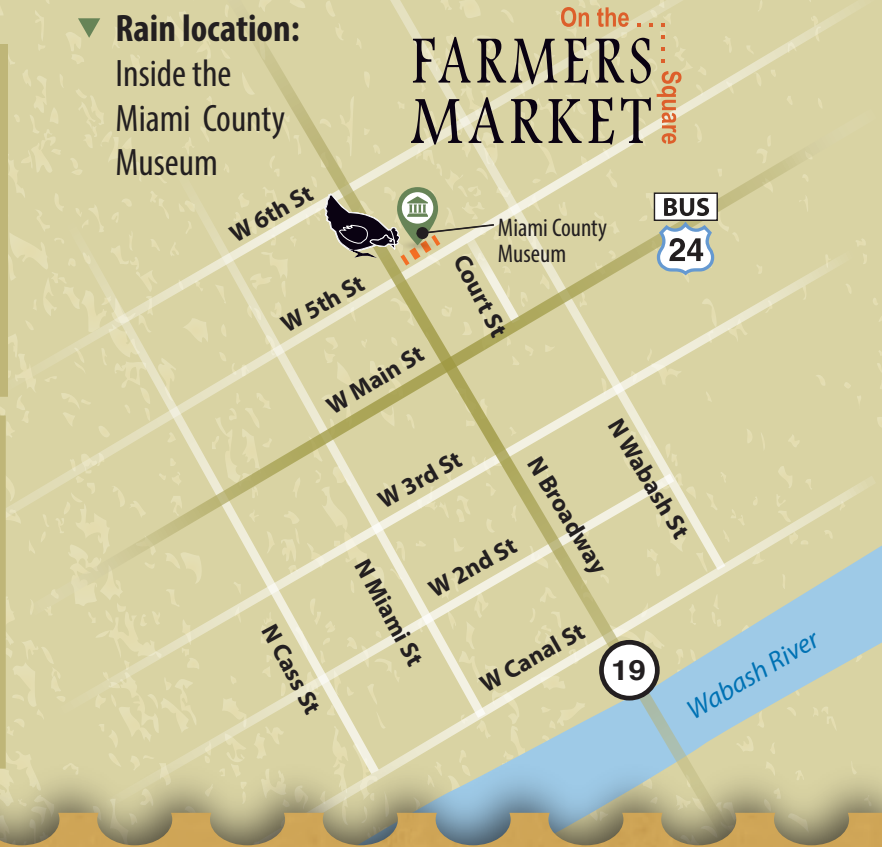 Rain location:
Inside the
Miami County
Museum
On the
FARMERS
MARKET
Square
W 6th St
BUS
24
Miami County
Museum
W 5th St
Court St
W Main St
W 3rd St
N Broadway
N Wabash St
W 2nd St
N Miami St
N Cass St
W Canal St
19
Wabash River